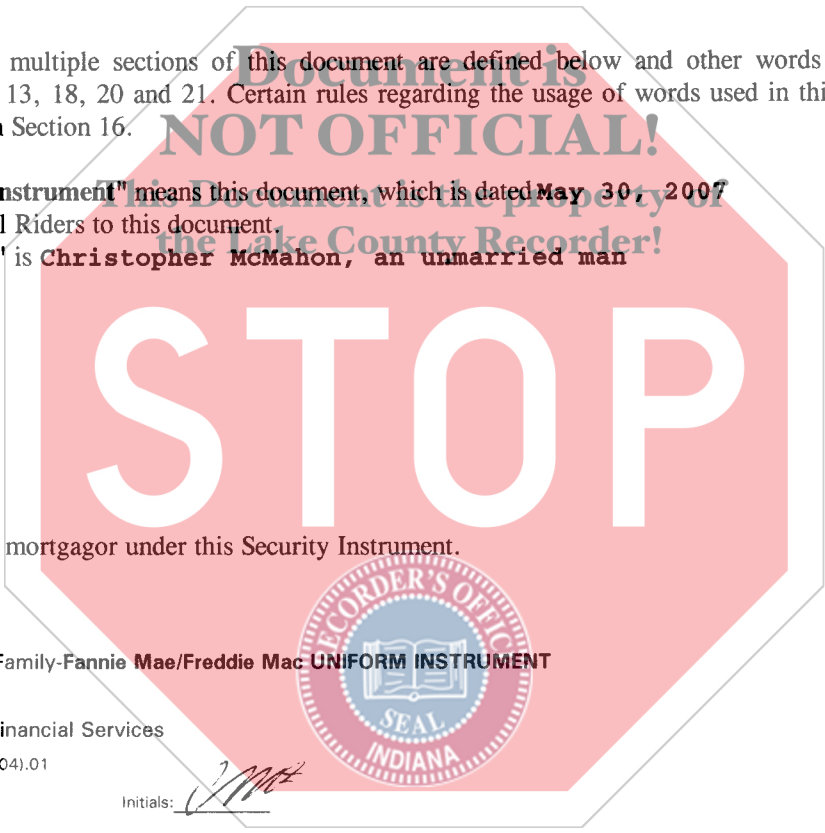 multiple sections of this document are defined below and other words
Document is
13, 18, 20 and 21. Certain rules regarding the usage of words used in thi
Section 16.
NOT OFFICIAL!
nstrument" means this document, which is dated May 30, 2007
This Document is the property of
l Riders to this document.
the Lake County Recorder!
" is Christopher McMahon, an unmarried man
STOP
mortgagor under this Security Instrument.
RECORDER'S OFFICE
Family-Fannie Mae/Freddie Mac UNIFORM INSTRUMENT
SEAL
inancial Services
INDIANA
04).01
Initials: